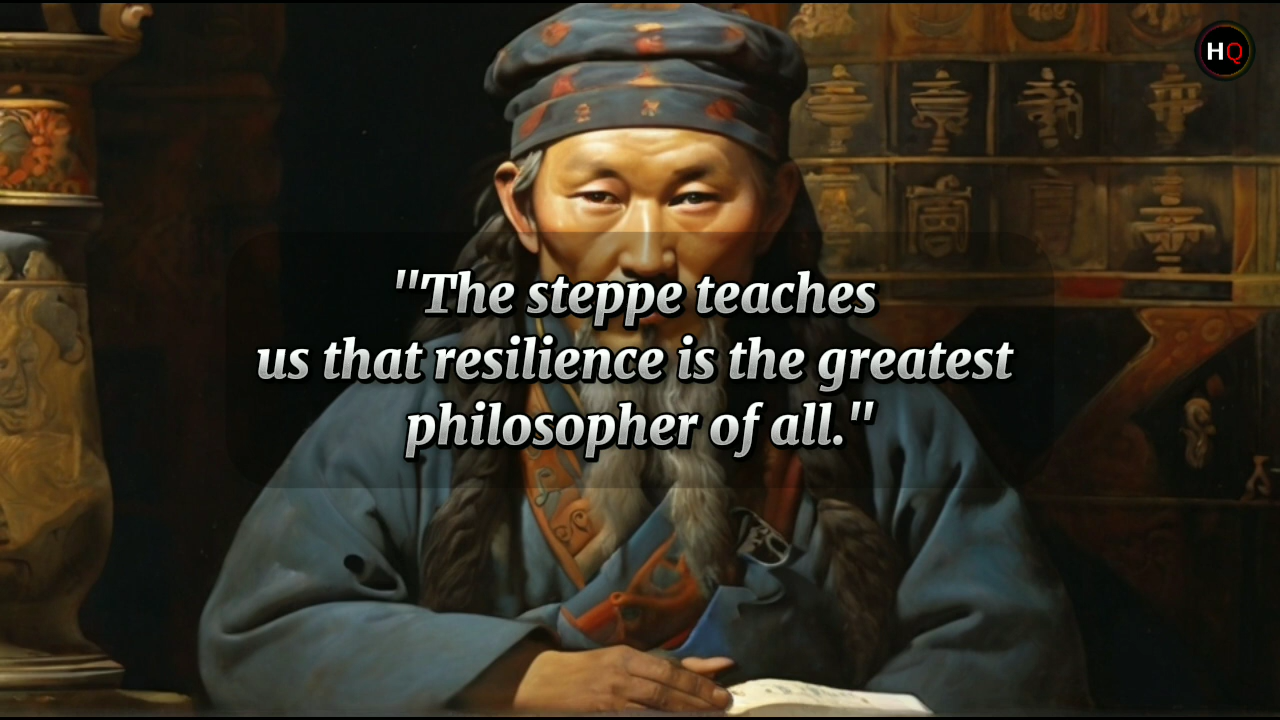 HQ
"The steppe teaches
us that resilience is the greatest
philosopher of all."